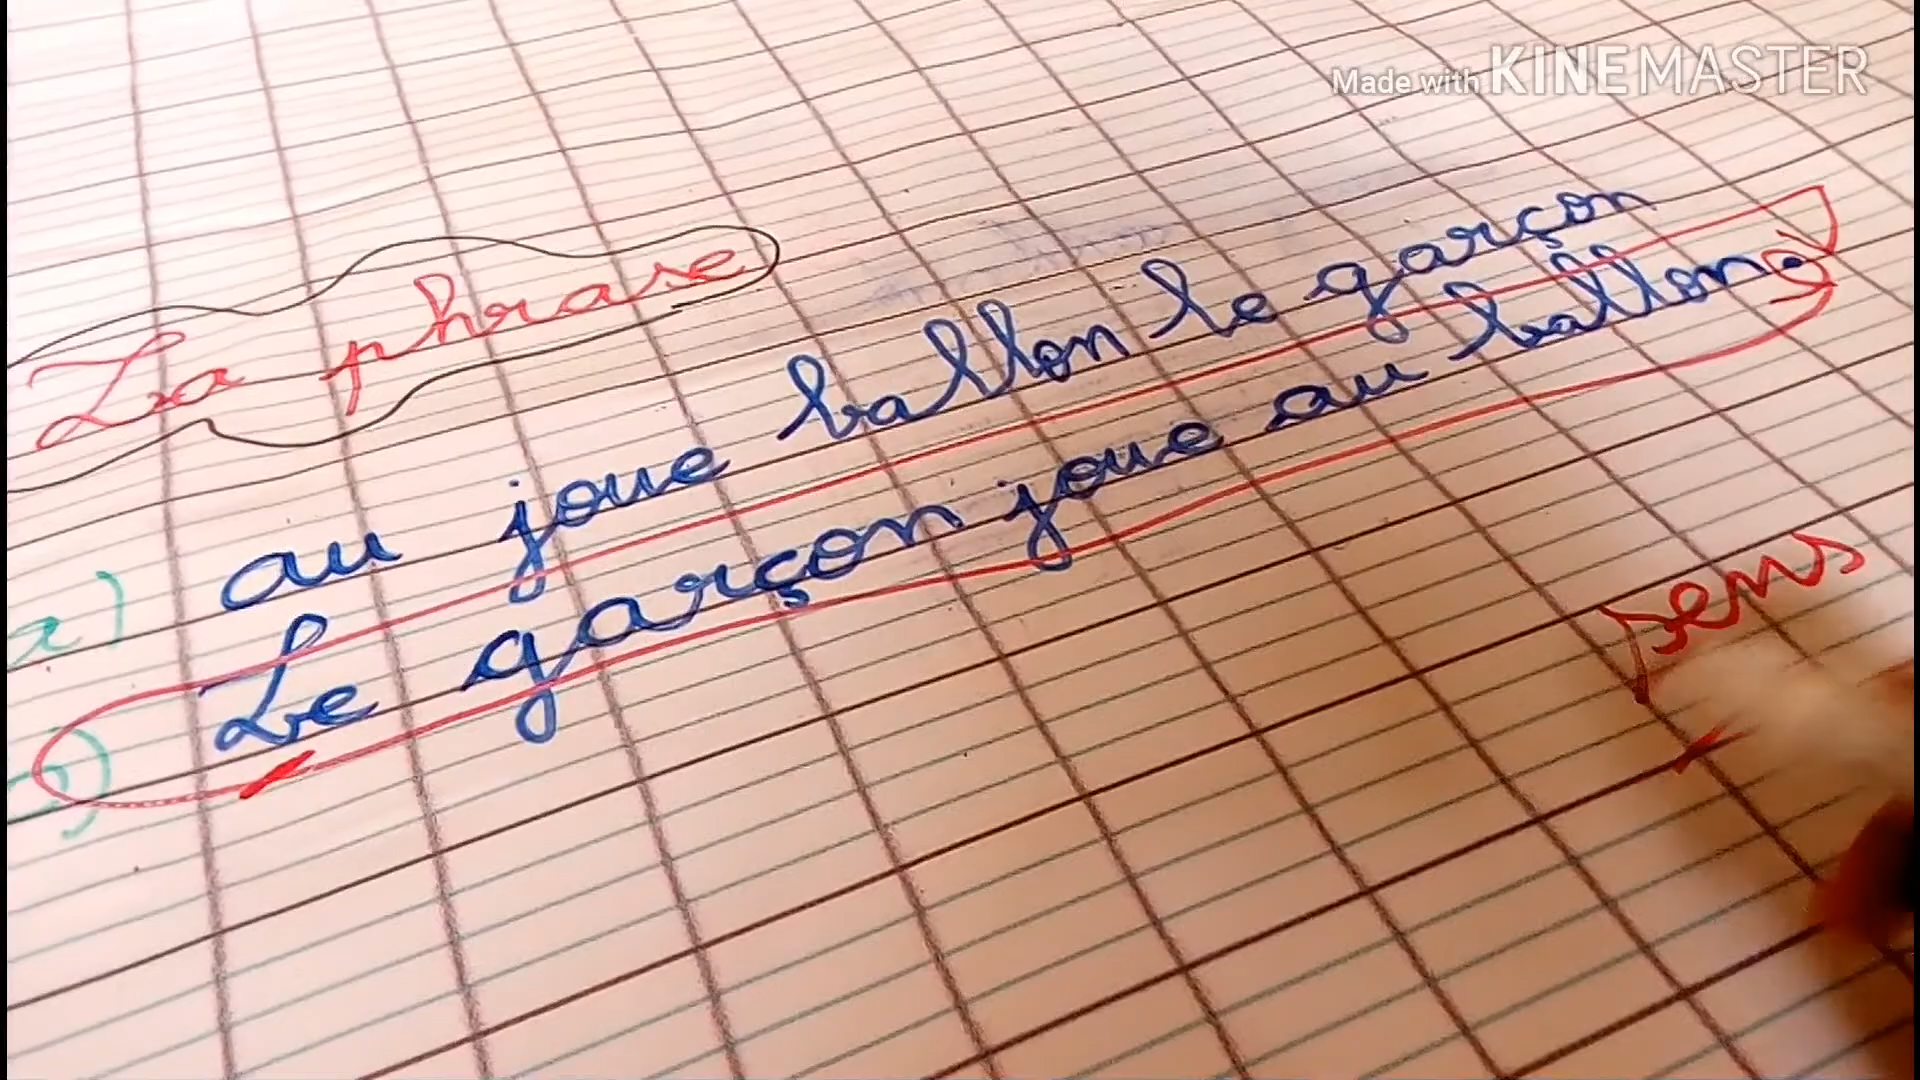 Made with KINEMASTER
La phrase
a) au joue ballon le garçon
Le garçon joue au ballon.
sens